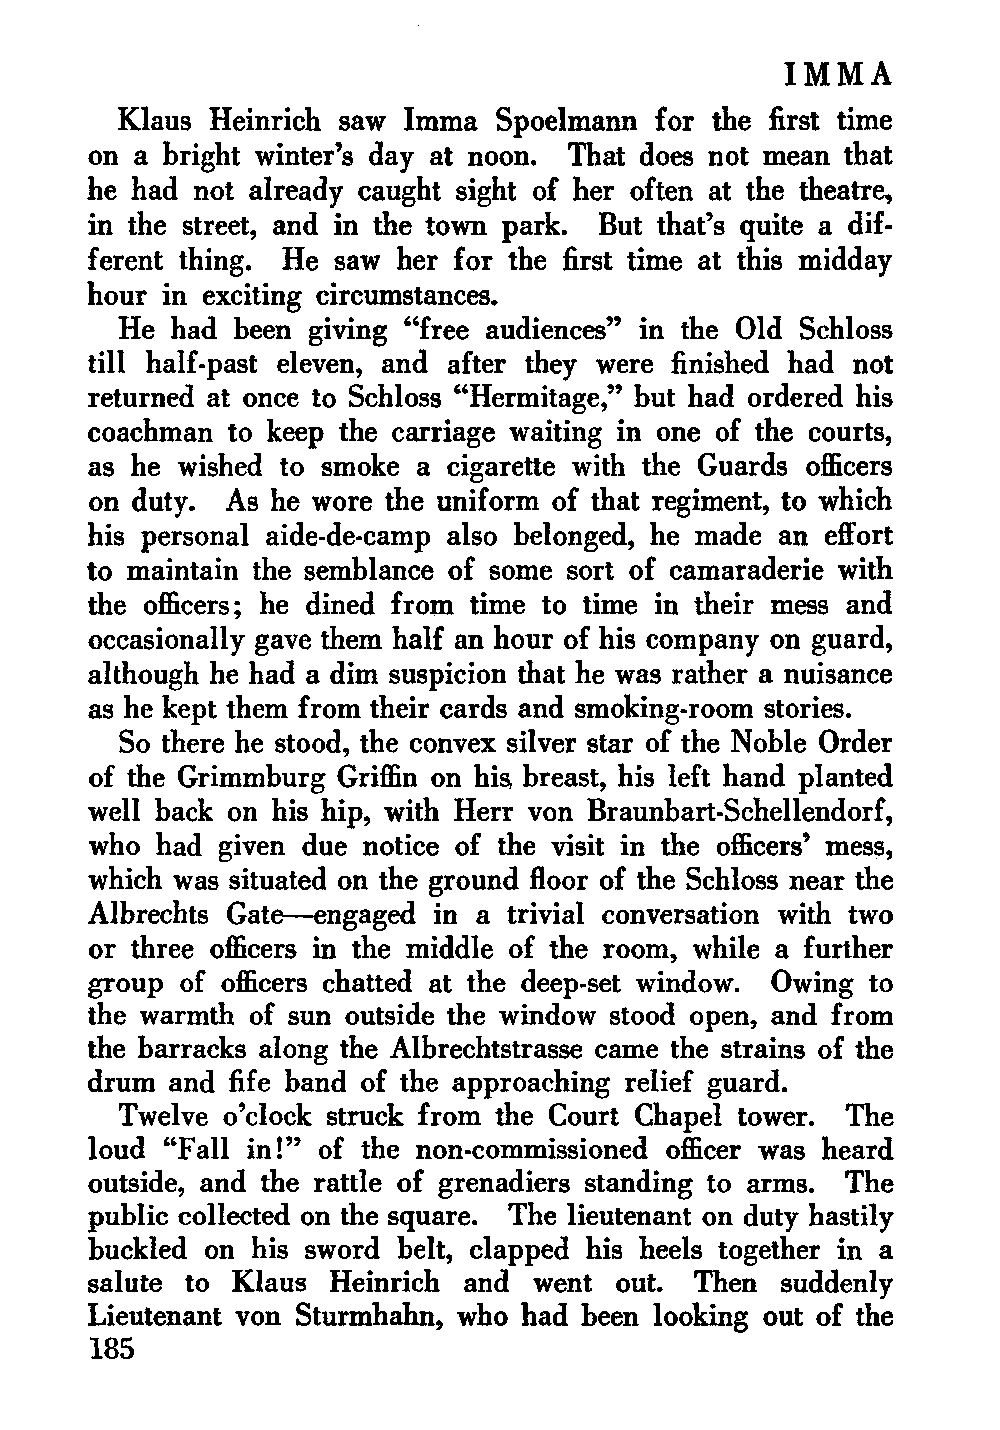 IMMA
Klaus Heinrich saw Imma Spoelmann for the first time
on a bright winter's day at noon. That does not mean that
he had not already caught sight of her often at the theatre,
in the street, and in the town park. But that's quite a dif-
ferent thing. He saw her for the first time at this midday
hour in exciting circumstances.
He had been giving “free audiences” in the Old Schloss
till half-past eleven, and after they were finished had not
returned at once to Schloss “Hermitage,” but had ordered his
coachman to keep the carriage waiting in one of the courts,
as he wished to smoke a cigarette with the Guards officers
on duty. As he wore the uniform of that regiment, to which
his personal aide-de-camp also belonged, he made an effort
to maintain the semblance of some sort of camaraderie with
the officers; he dined from time to time in their mess and
occasionally gave them half an hour of his company on guard,
although he had a dim suspicion that he was rather a nuisance
as he kept them from their cards and smoking-room stories.
So there he stood, the convex silver star of the Noble Order
of the Grimmburg Griffin on his breast, his left hand planted
well back on his hip, with Herr von Braunbart-Schellendorf,
who had given due notice of the visit in the officers' mess,
which was situated on the ground floor of the Schloss near the
Albrechts Gate—engaged in a trivial conversation with two
or three officers in the middle of the room, while a further
group of officers chatted at the deep-set window. Owing to
the warmth of sun outside the window stood open, and from
the barracks along the Albrechtstrasse came the strains of the
drum and fife band of the approaching relief guard.
Twelve o'clock struck from the Court Chapel tower. The
loud “Fall in!” of the non-commissioned officer was heard
outside, and the rattle of grenadiers standing to arms. The
public collected on the square. The lieutenant on duty hastily
buckled on his sword belt, clapped his heels together in a
salute to Klaus Heinrich and went out. Then suddenly
Lieutenant von Sturmhahn, who had been looking out of the
185